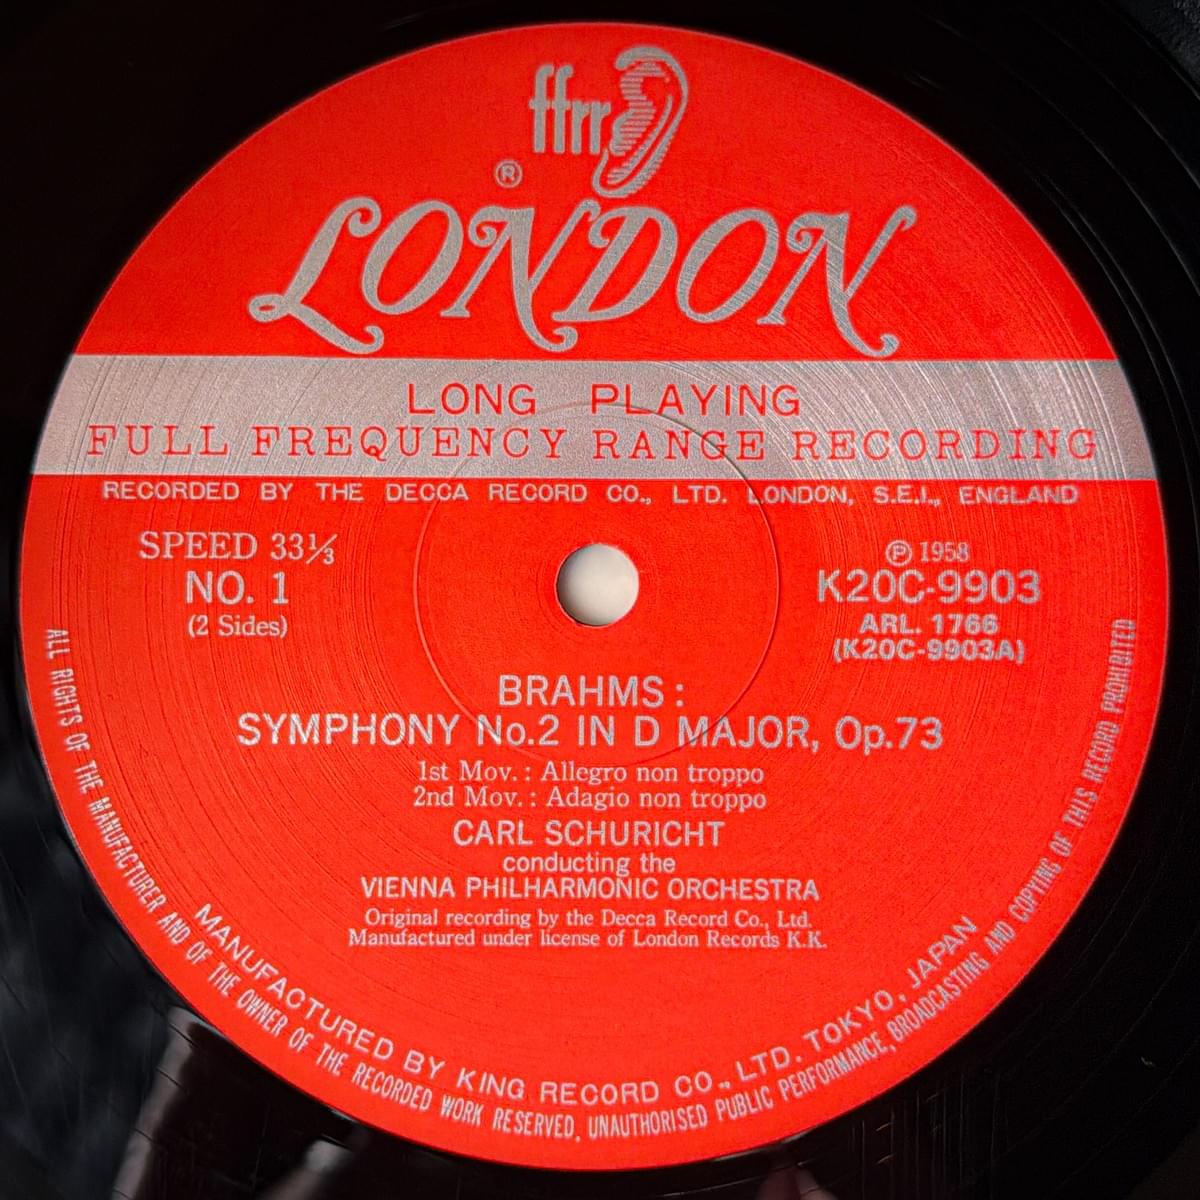 ffrr
®
LONDON
LONG PLAYING
FULL FREQUENCY RANGE RECORDING
RECORDED BY THE DECCA RECORD CO., LTD. LONDON, S.E.I., ENGLAND
SPEED 33⅓
NO. 1
(2 Sides)
℗ 1958
K20C-9903
ARL. 1766
(K20C-9903A)
BRAHMS:
SYMPHONY No.2 IN D MAJOR, Op.73
1st Mov.: Allegro non troppo
2nd Mov.: Adagio non troppo
CARL SCHURICHT
conducting the
VIENNA PHILHARMONIC ORCHESTRA
Original recording by the Decca Record Co., Ltd.
Manufactured under license of London Records K.K.
MANUFACTURED BY KING RECORD CO., LTD. TOKYO, JAPAN
ALL RIGHTS OF THE MANUFACTURER AND OF THE OWNER OF THE RECORDED WORK RESERVED. UNAUTHORISED PUBLIC PERFORMANCE, BROADCASTING AND COPYING OF THIS RECORD PROHIBITED